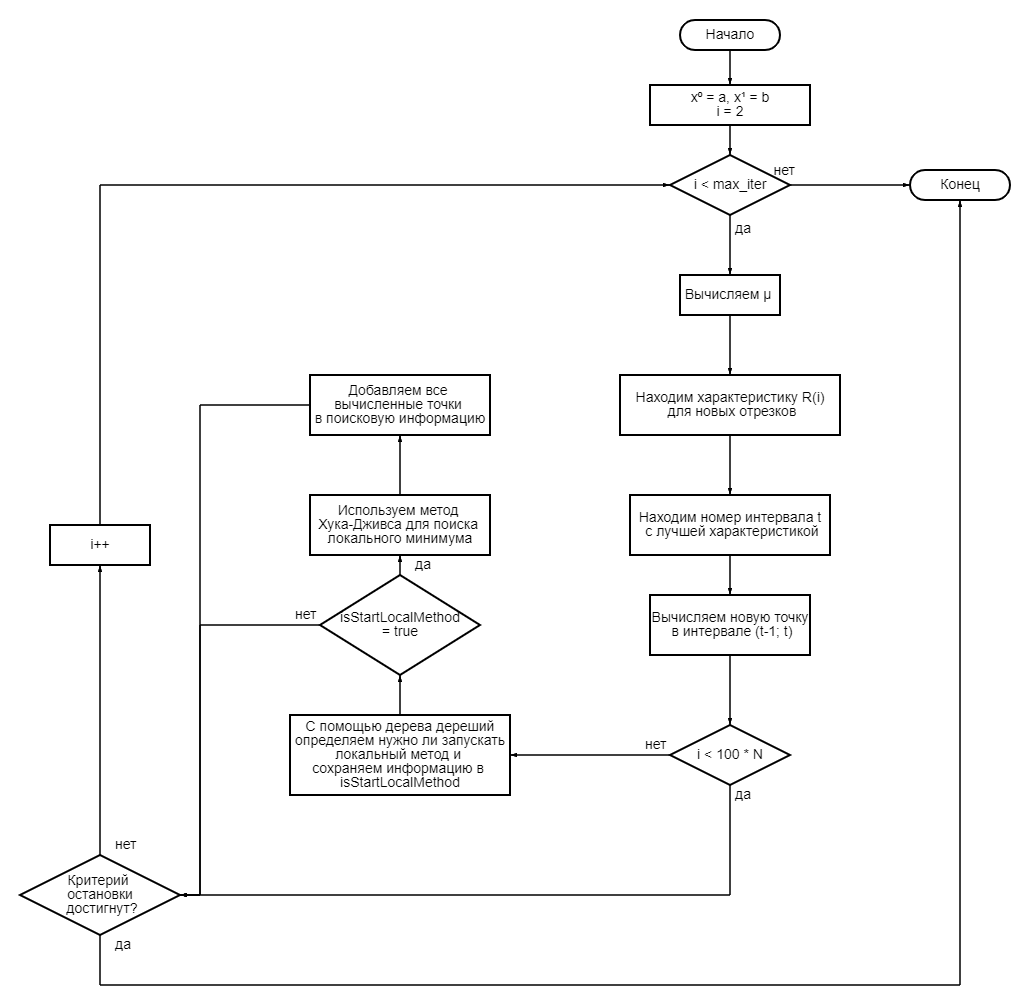 Начало
xº = a, x¹ = b
i = 2
i < max_iter
нет
Конец
да
Вычисляем μ
Находим характеристику R(i)
для новых отрезков
Находим номер интервала t
с лучшей характеристикой
Вычисляем новую точку
в интервале (t-1; t)
i < 100 * N
нет
да
С помощью дерева дереший
определяем нужно ли запускать
локальный метод и
сохраняем информацию в
isStartLocalMethod
isStartLocalMethod
= true
нет
да
Используем метод
Хука-Дживса для поиска
локального минимума
Добавляем все
вычисленные точки
в поисковую информацию
i++
нет
Критерий
остановки
достигнут?
да